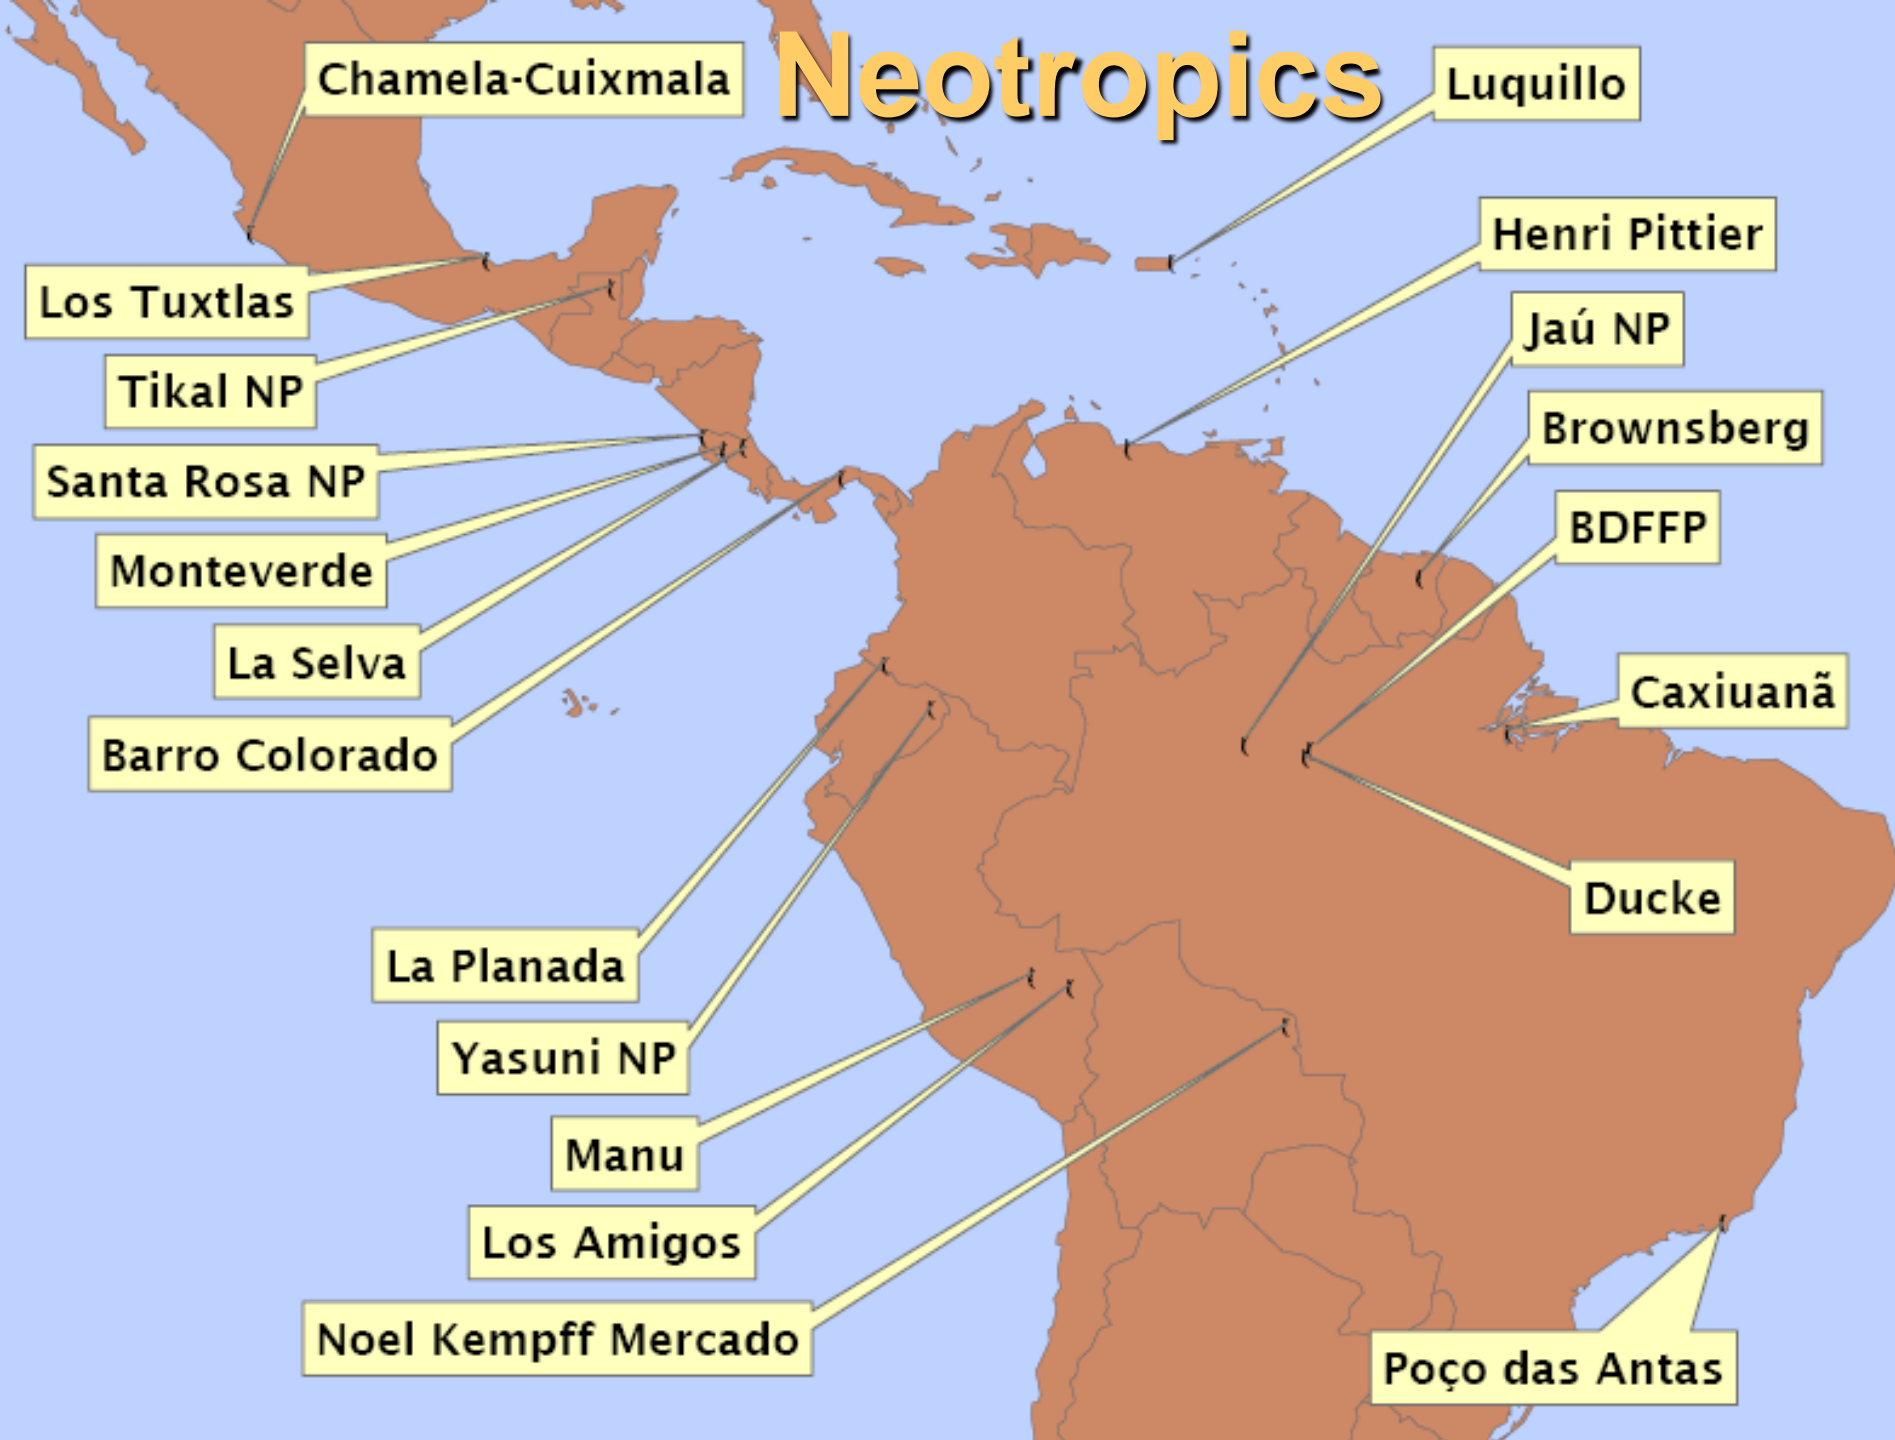 Neotropics
Chamela-Cuixmala
Luquillo
Henri Pittier
Los Tuxtlas
Jaú NP
Tikal NP
Brownsberg
Santa Rosa NP
BDFFP
Monteverde
La Selva
Caxiuanã
Barro Colorado
Ducke
La Planada
Yasuni NP
Manu
Los Amigos
Noel Kempff Mercado
Poço das Antas